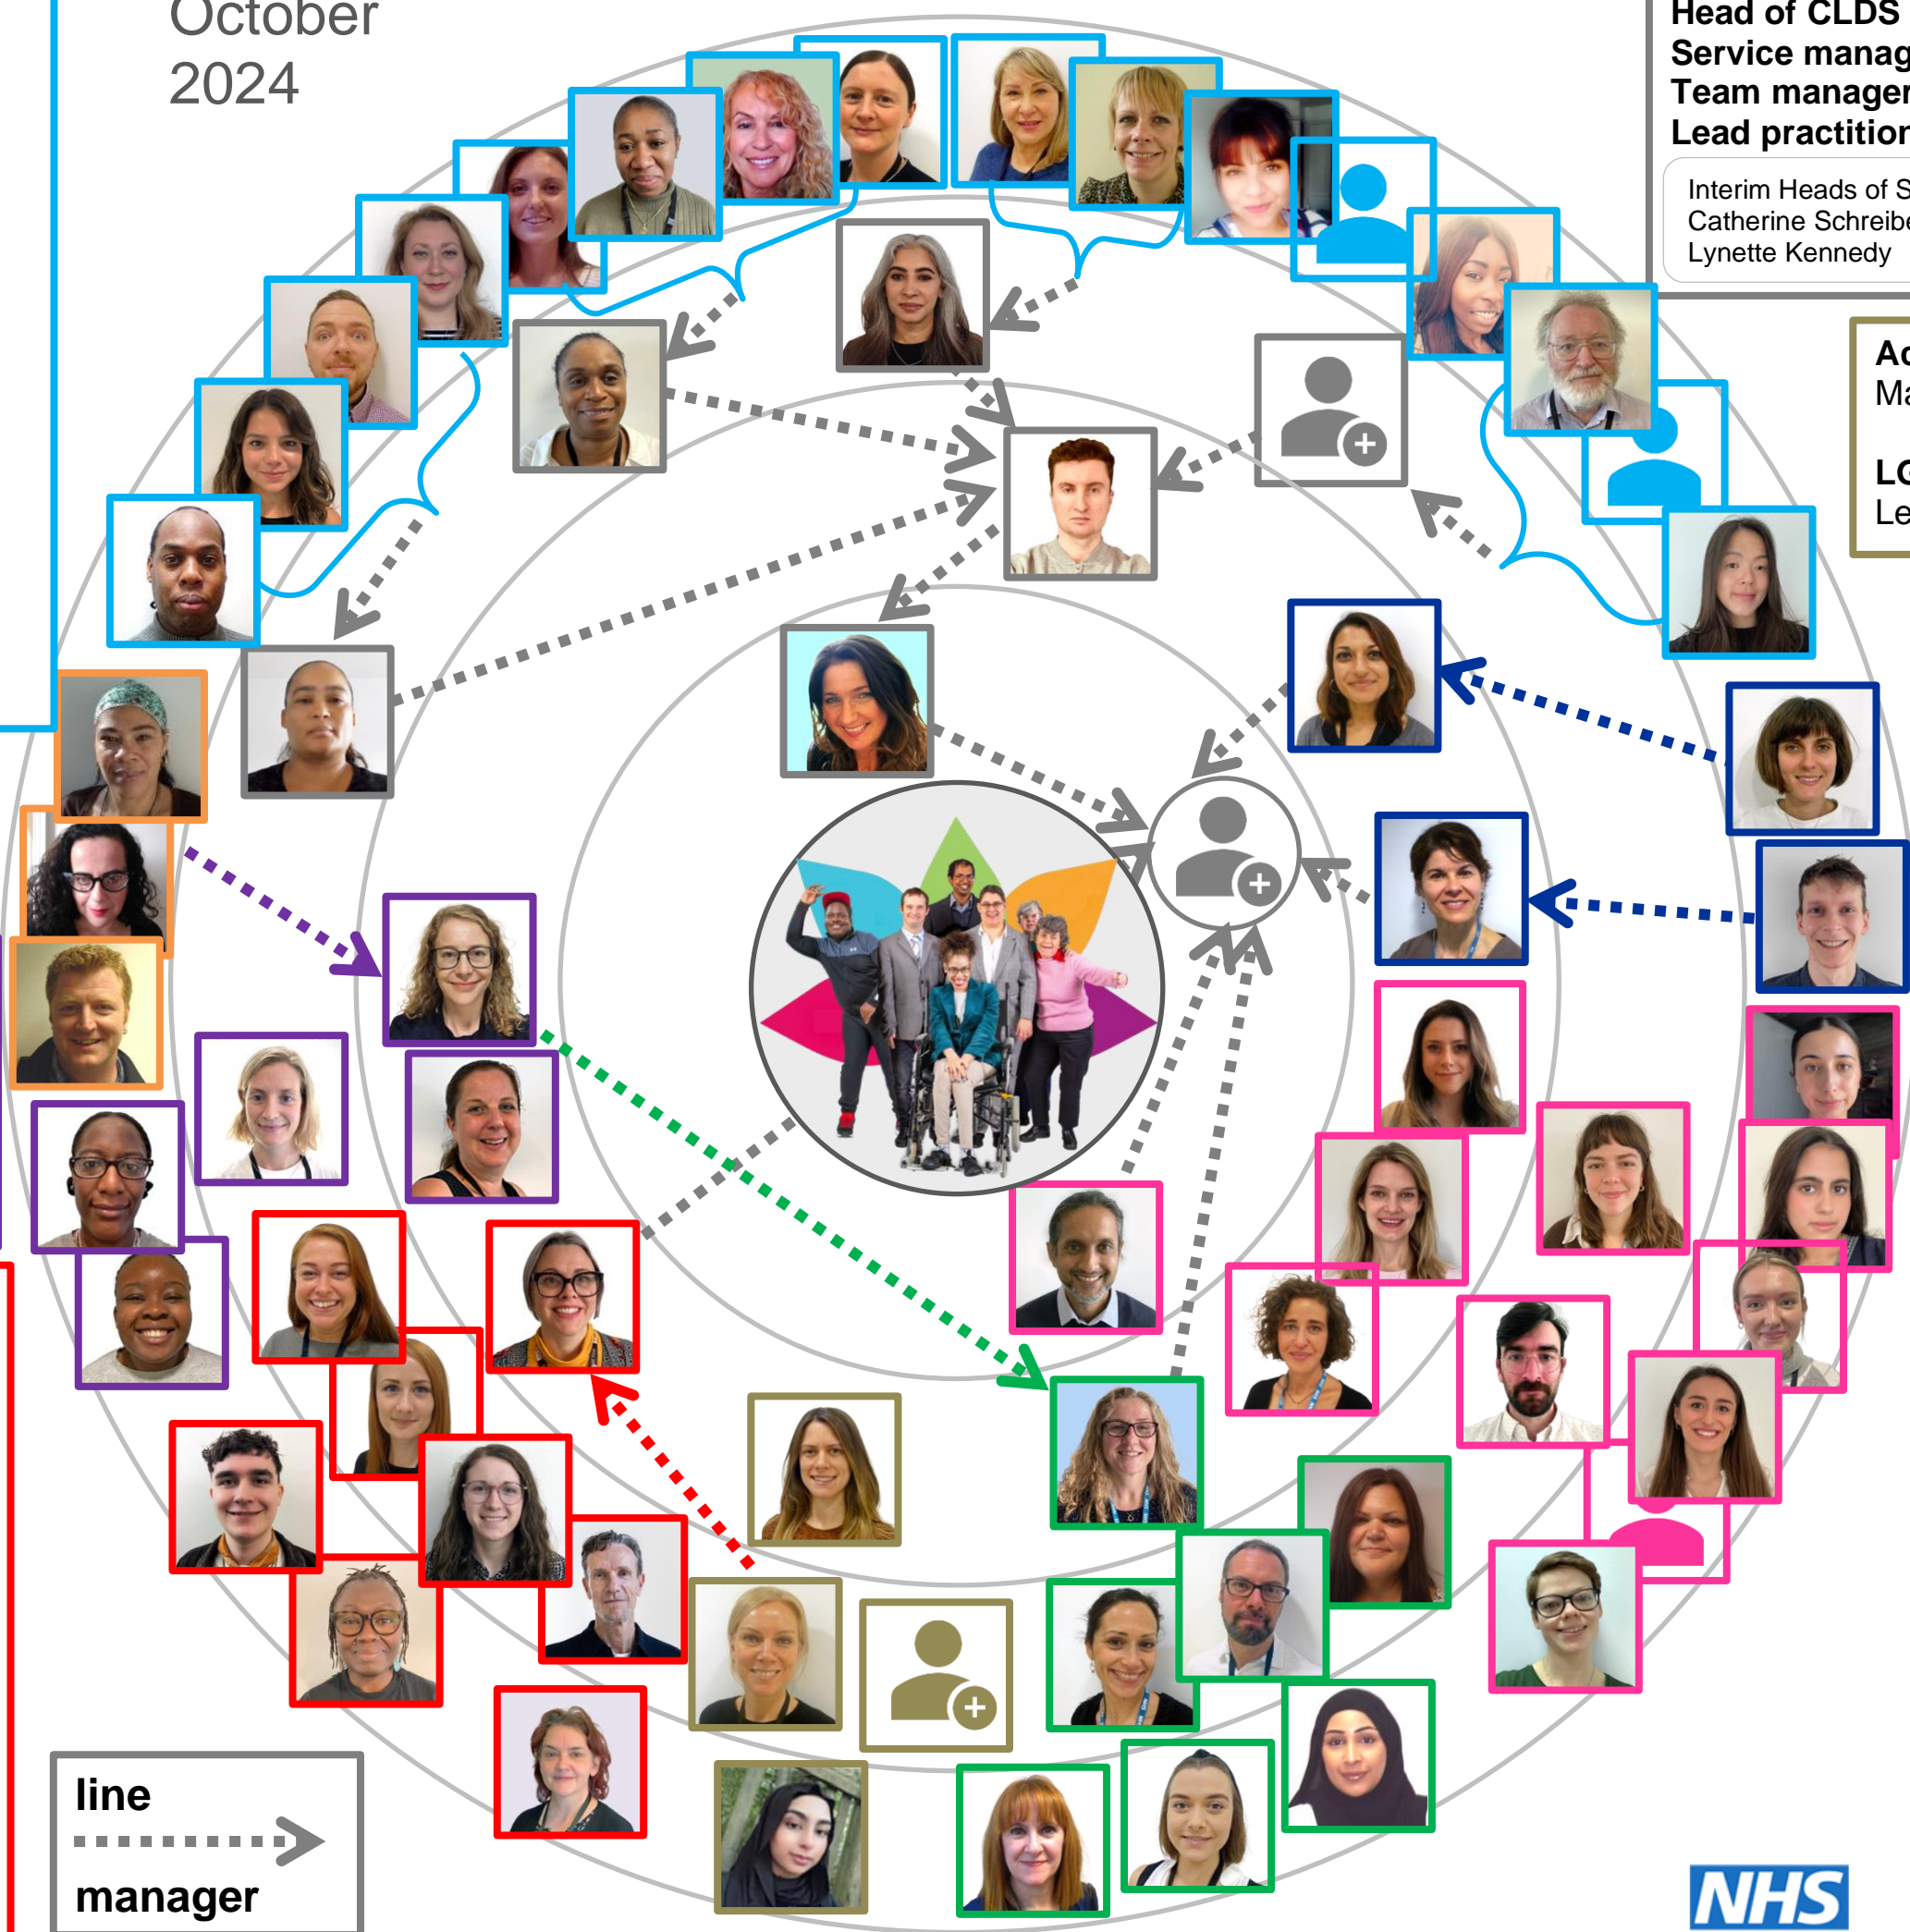 October
2024
Head of CLDS
Service manag
Team manager
Lead practition
Interim Heads of S
Catherine Schreibe
Lynette Kennedy
Ac
Ma
LG
Le
line
manager
NHS